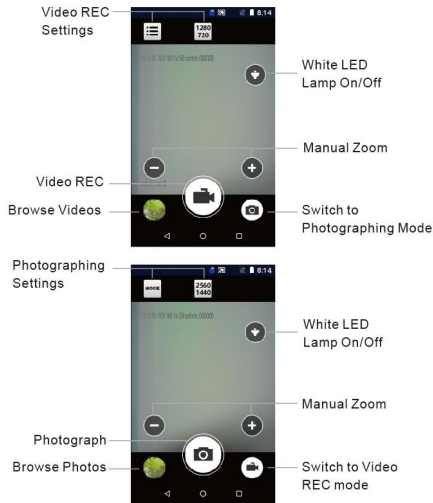 Video REC
Settings
8:14
1280
720
White LED
Lamp On/Off
Manual Zoom
Video REC
Browse Videos
Switch to
Photographing Mode
Photographing
Settings
8:14
MODE
2560
1440
White LED
Lamp On/Off
Manual Zoom
Photograph
Browse Photos
Switch to Video
REC mode